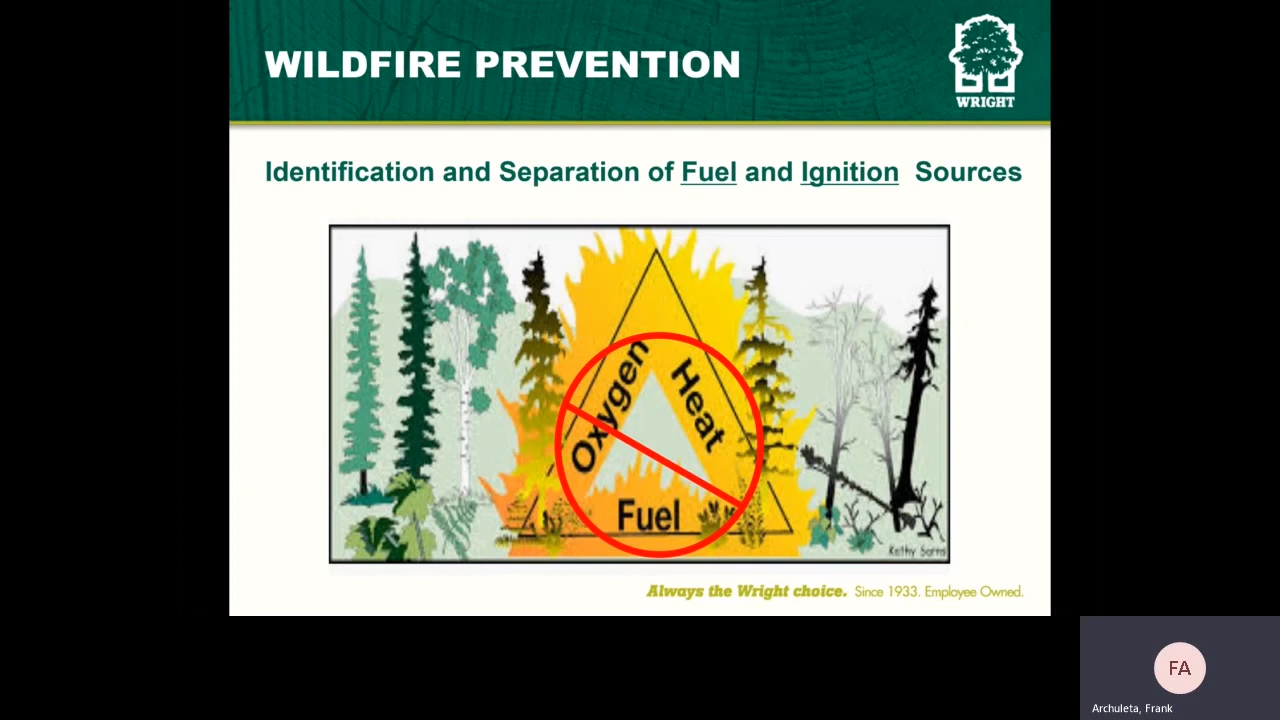 WILDFIRE PREVENTION
WRIGHT
Identification and Separation of Fuel and Ignition Sources
Oxygen
Heat
Fuel
Kathy Sarns
Always the Wright choice. Since 1933. Employee Owned.
FA
Archuleta, Frank